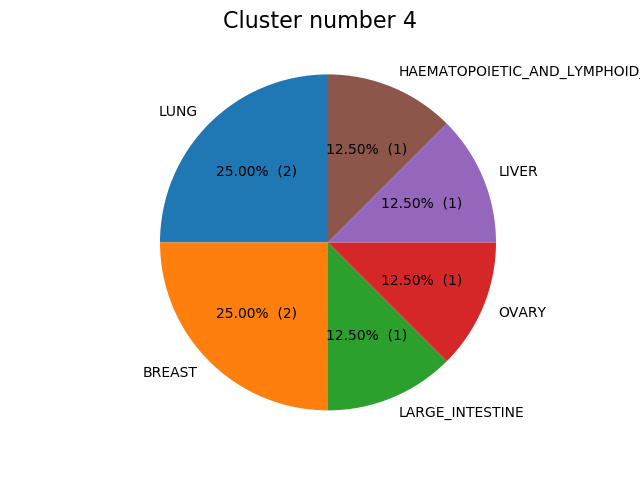 Cluster number 4
HAEMATOPOIETIC_AND_LYMPHOID_
LUNG
12.50% (1)
25.00% (2)
LIVER
12.50% (1)
12.50% (1)
25.00% (2)
OVARY
12.50% (1)
BREAST
LARGE_INTESTINE